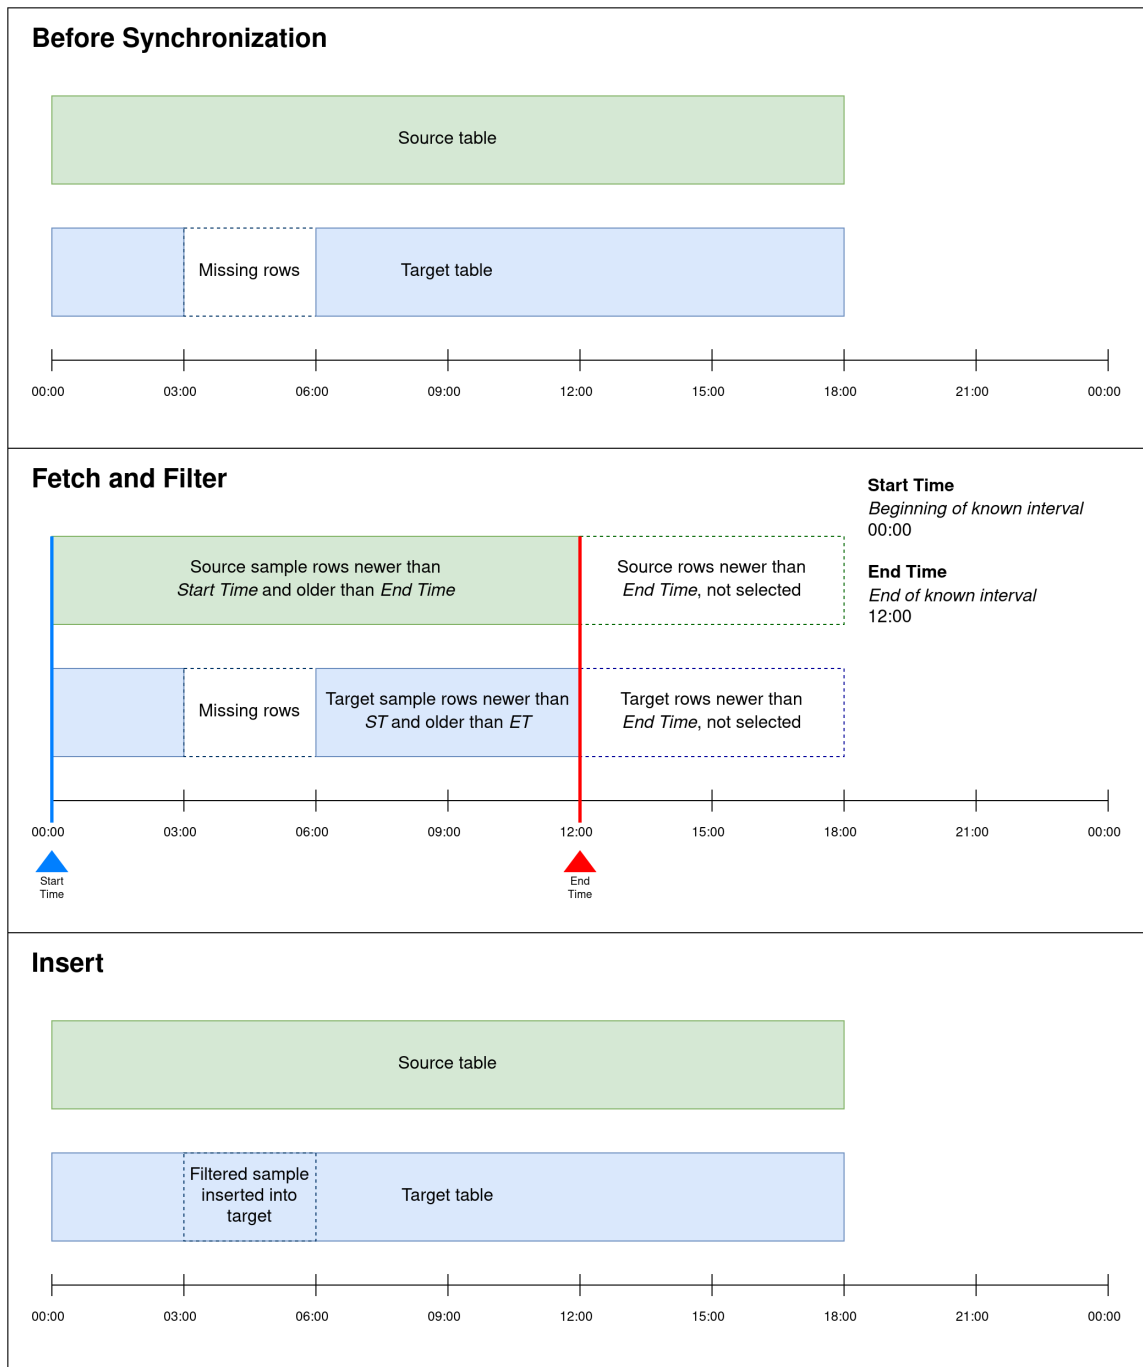 Before Synchronization
Source table
Missing rows
Target table
00:00 03:00 06:00 09:00 12:00 15:00 18:00 21:00 00:00
Fetch and Filter
Start Time
Beginning of known interval
00:00
End Time
End of known interval
12:00
Source sample rows newer than
Start Time and older than End Time
Source rows newer than
End Time, not selected
Missing rows
Target sample rows newer than
ST and older than ET
Target rows newer than
End Time, not selected
00:00 03:00 06:00 09:00 12:00 15:00 18:00 21:00 00:00
Start
Time
End
Time
Insert
Source table
Filtered sample
inserted into
target
Target table
00:00 03:00 06:00 09:00 12:00 15:00 18:00 21:00 00:00